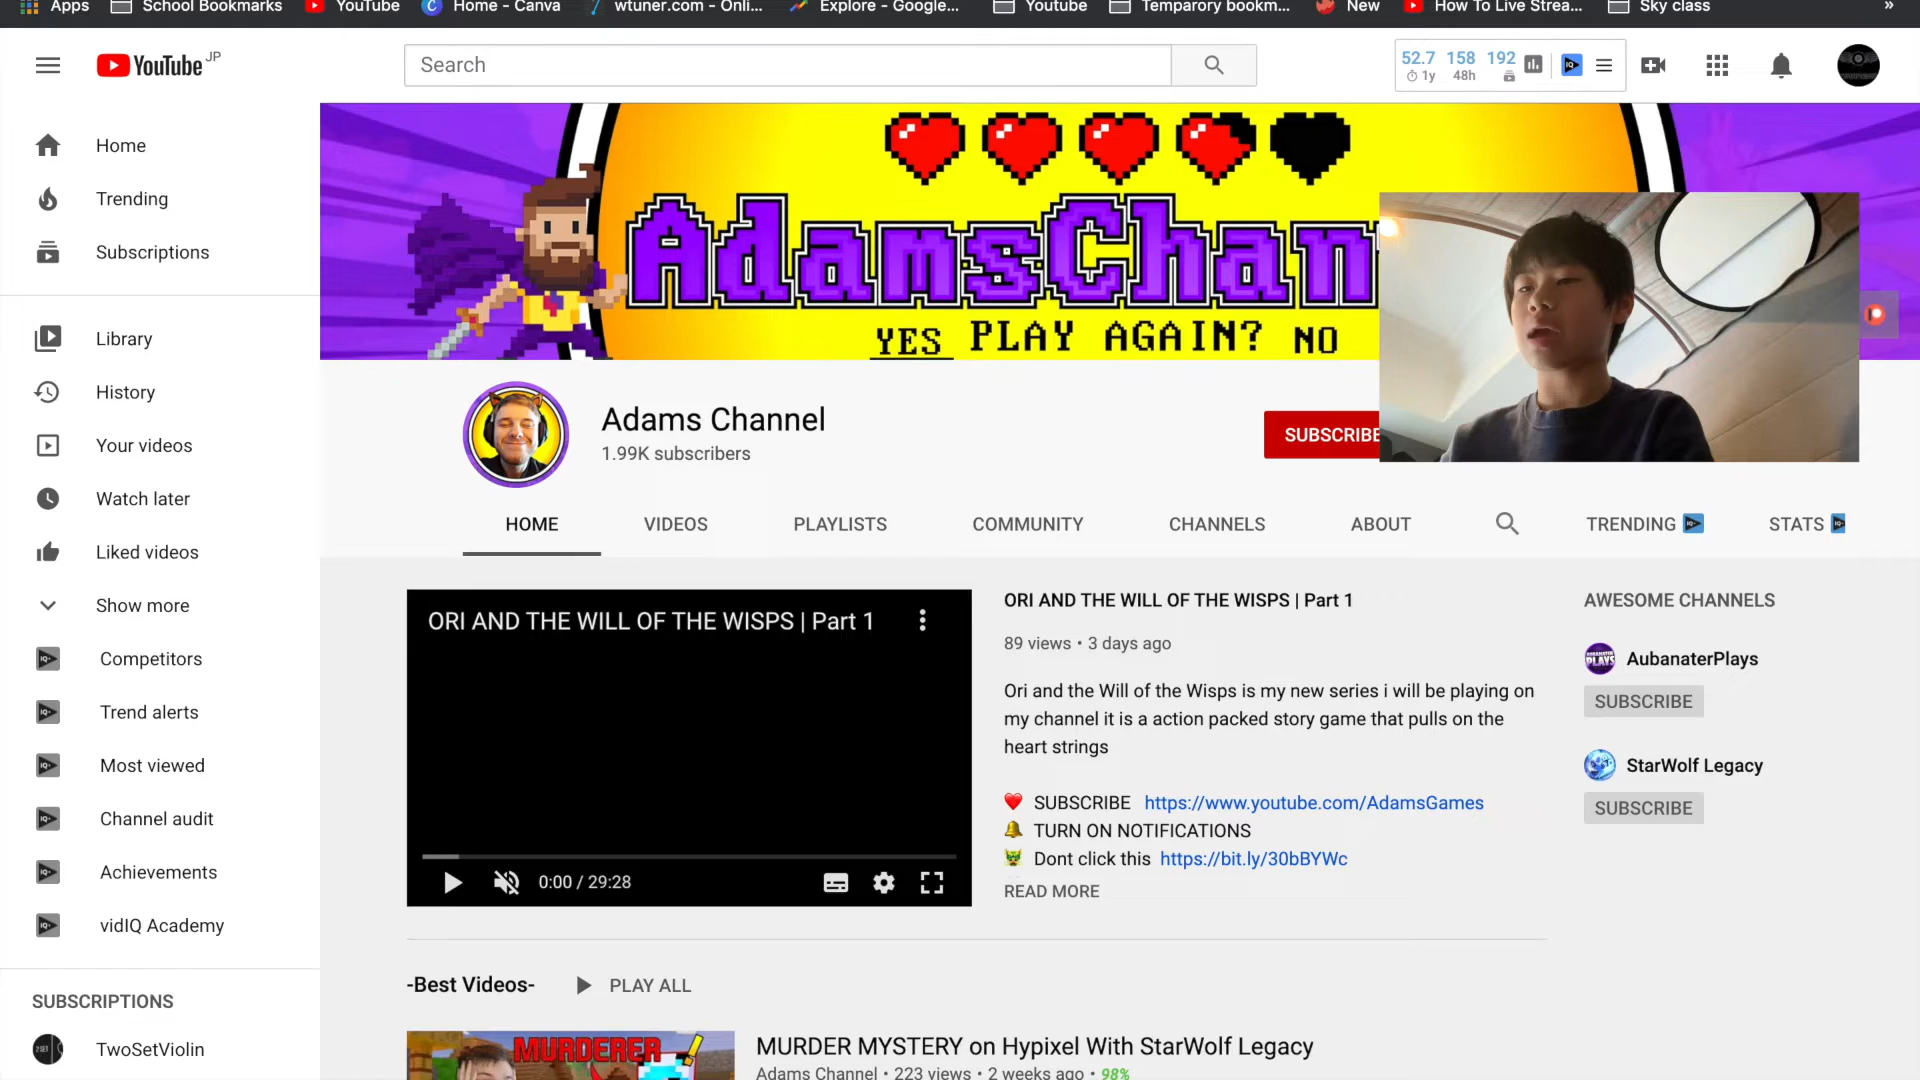 Apps School Bookmarks YouTube Home - Canva wtuner.com - Onli... Explore - Google... Youtube Temparory bookm... New How To Live Strea... Sky class »
YouTube JP
Search
52.7 158 192
1y 48h
Home
Trending
Subscriptions
Library
History
Your videos
Watch later
Liked videos
Show more
Competitors
Trend alerts
Most viewed
Channel audit
Achievements
vidIQ Academy
SUBSCRIPTIONS
TwoSetViolin
AdamsChan
YES PLAY AGAIN? NO
Adams Channel
1.99K subscribers
SUBSCRIBE
HOME VIDEOS PLAYLISTS COMMUNITY CHANNELS ABOUT TRENDING STATS
ORI AND THE WILL OF THE WISPS | Part 1
0:00 / 29:28
ORI AND THE WILL OF THE WISPS | Part 1
89 views • 3 days ago
Ori and the Will of the Wisps is my new series i will be playing on
my channel it is a action packed story game that pulls on the
heart strings
SUBSCRIBE https://www.youtube.com/AdamsGames
TURN ON NOTIFICATIONS
Dont click this https://bit.ly/30bBYWc
READ MORE
AWESOME CHANNELS
AubanaterPlays
SUBSCRIBE
StarWolf Legacy
SUBSCRIBE
-Best Videos- PLAY ALL
MURDERER
MURDER MYSTERY on Hypixel With StarWolf Legacy
Adams Channel • 223 views • 2 weeks ago • 98%